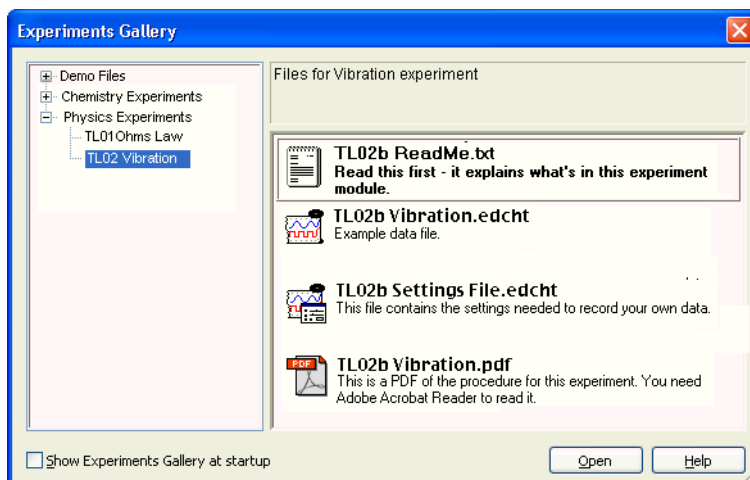 Experiments Gallery
Demo Files
Chemistry Experiments
Physics Experiments
TL01Ohms Law
TL02 Vibration
Files for Vibration experiment
TL02b ReadMe.txt
Read this first - it explains what's in this experiment
module.
TL02b Vibration.edcht
Example data file.
TL02b Settings File.edcht
This file contains the settings needed to record your own data.
PDF
TL02b Vibration.pdf
This is a PDF of the procedure for this experiment. You need
Adobe Acrobat Reader to read it.
Show Experiments Gallery at startup
Open
Help